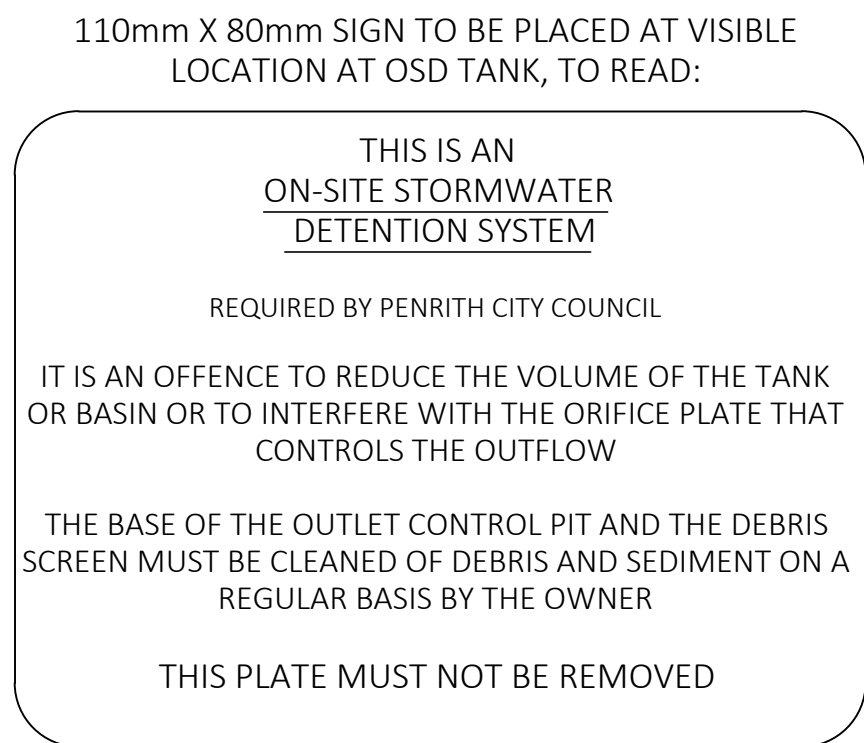 110mm X 80mm SIGN TO BE PLACED AT VISIBLE
LOCATION AT OSD TANK, TO READ:
THIS IS AN
ON-SITE STORMWATER
DETENTION SYSTEM
REQUIRED BY PENRITH CITY COUNCIL
IT IS AN OFFENCE TO REDUCE THE VOLUME OF THE TANK
OR BASIN OR TO INTERFERE WITH THE ORIFICE PLATE THAT
CONTROLS THE OUTFLOW
THE BASE OF THE OUTLET CONTROL PIT AND THE DEBRIS
SCREEN MUST BE CLEANED OF DEBRIS AND SEDIMENT ON A
REGULAR BASIS BY THE OWNER
THIS PLATE MUST NOT BE REMOVED